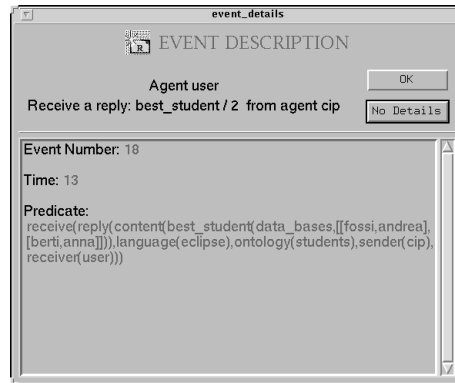 event_details
R EVENT DESCRIPTION
Agent user
OK
Receive a reply: best_student / 2 from agent cip
No Details
Event Number: 18
Time: 13
Predicate:
receive(reply(content(best_student(data_bases,[[fossi,andrea],
[berti,anna]])),language(eclipse),ontology(students),sender(cip),
receiver(user)))